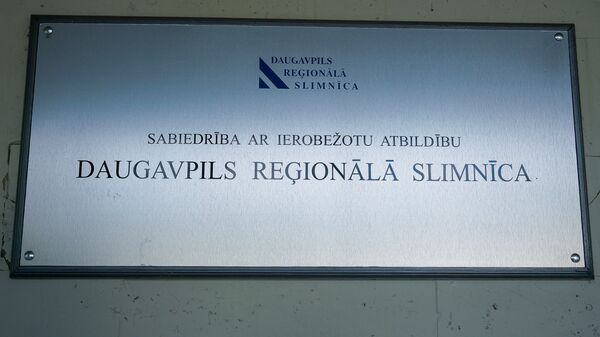 DAUGAVPILS
REĢIONĀLĀ
SLIMNĪCA
SABIEDRĪBA AR IEROBEŽOTU ATBILDĪBU
DAUGAVPILS REĢIONĀLĀ SLIMNĪCA